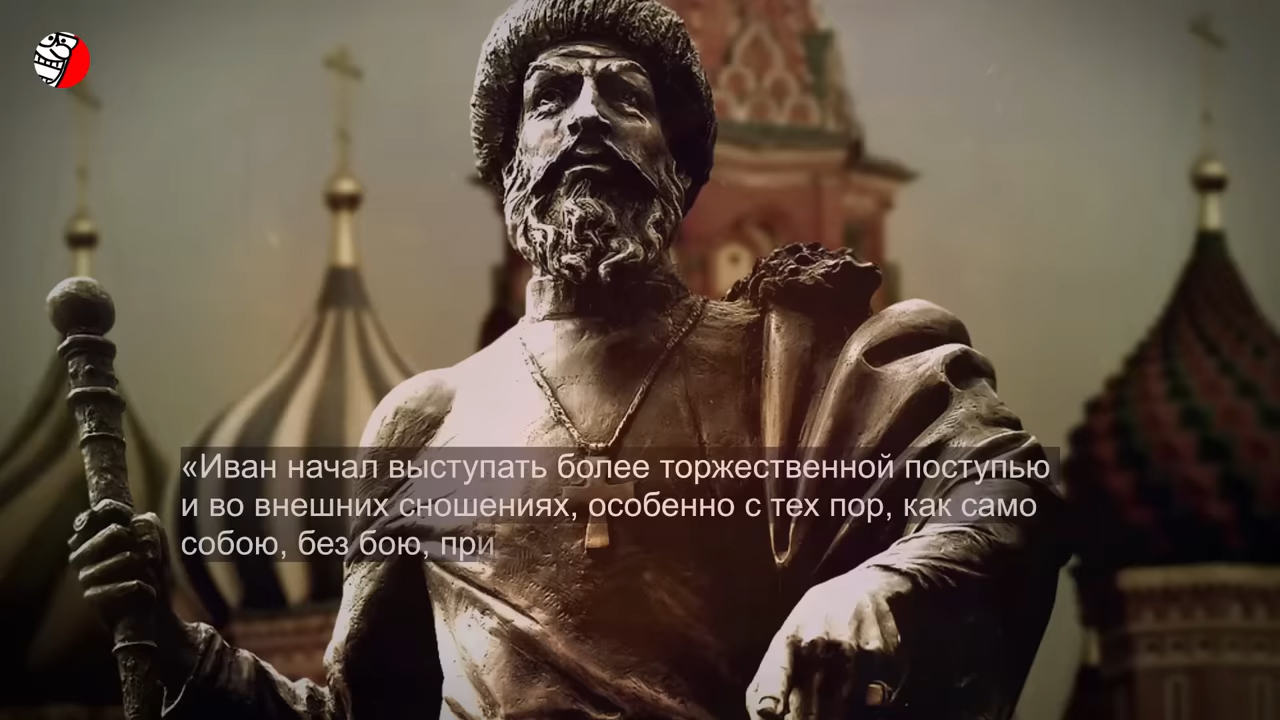 «Иван начал выступать более торжественной поступью
и во внешних сношениях, особенно с тех пор, как само
собою, без бою, при